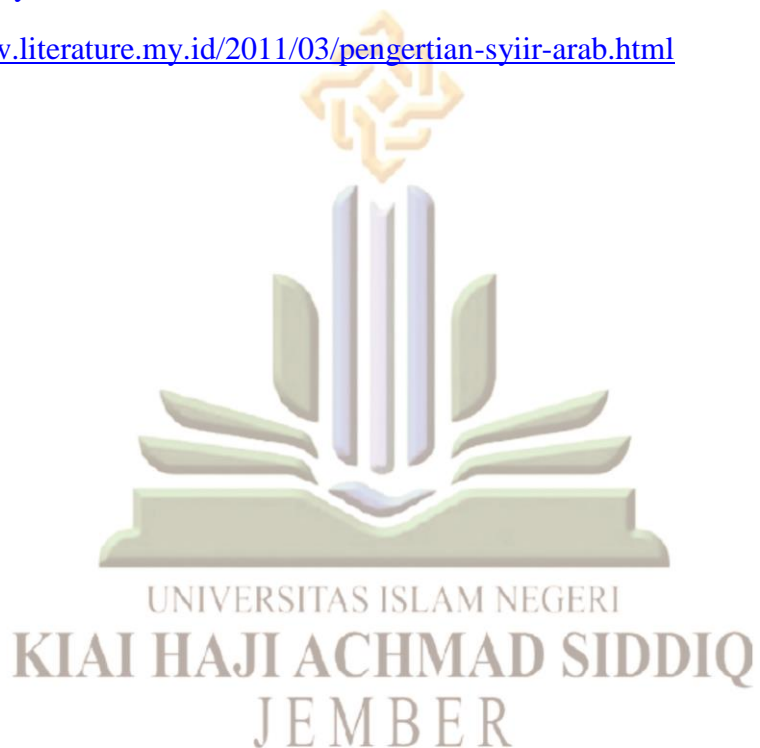 w.literature.my.id/2011/03/pengertian-syiir-arab.html
UNIVERSITAS ISLAM NEGERI
KIAI HAJI ACHMAD SIDDIQ
JEMBER